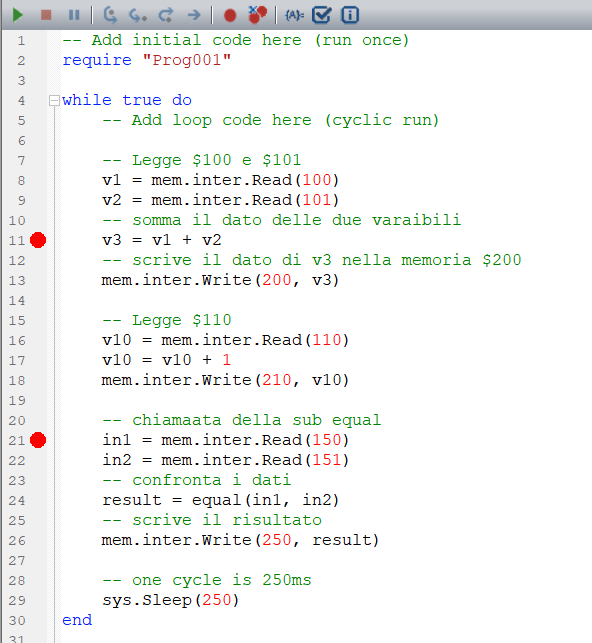 {A}=
1 -- Add initial code here (run once)
2 require "Prog001"
3
4 while true do
5 -- Add loop code here (cyclic run)
6
7 -- Legge $100 e $101
8 v1 = mem.inter.Read(100)
9 v2 = mem.inter.Read(101)
10 -- somma il dato delle due varaibili
11 v3 = v1 + v2
12 -- scrive il dato di v3 nella memoria $200
13 mem.inter.Write(200, v3)
14
15 -- Legge $110
16 v10 = mem.inter.Read(110)
17 v10 = v10 + 1
18 mem.inter.Write(210, v10)
19
20 -- chiamaata della sub equal
21 in1 = mem.inter.Read(150)
22 in2 = mem.inter.Read(151)
23 -- confronta i dati
24 result = equal(in1, in2)
25 -- scrive il risultato
26 mem.inter.Write(250, result)
27
28 -- one cycle is 250ms
29 sys.Sleep(250)
30 end
31